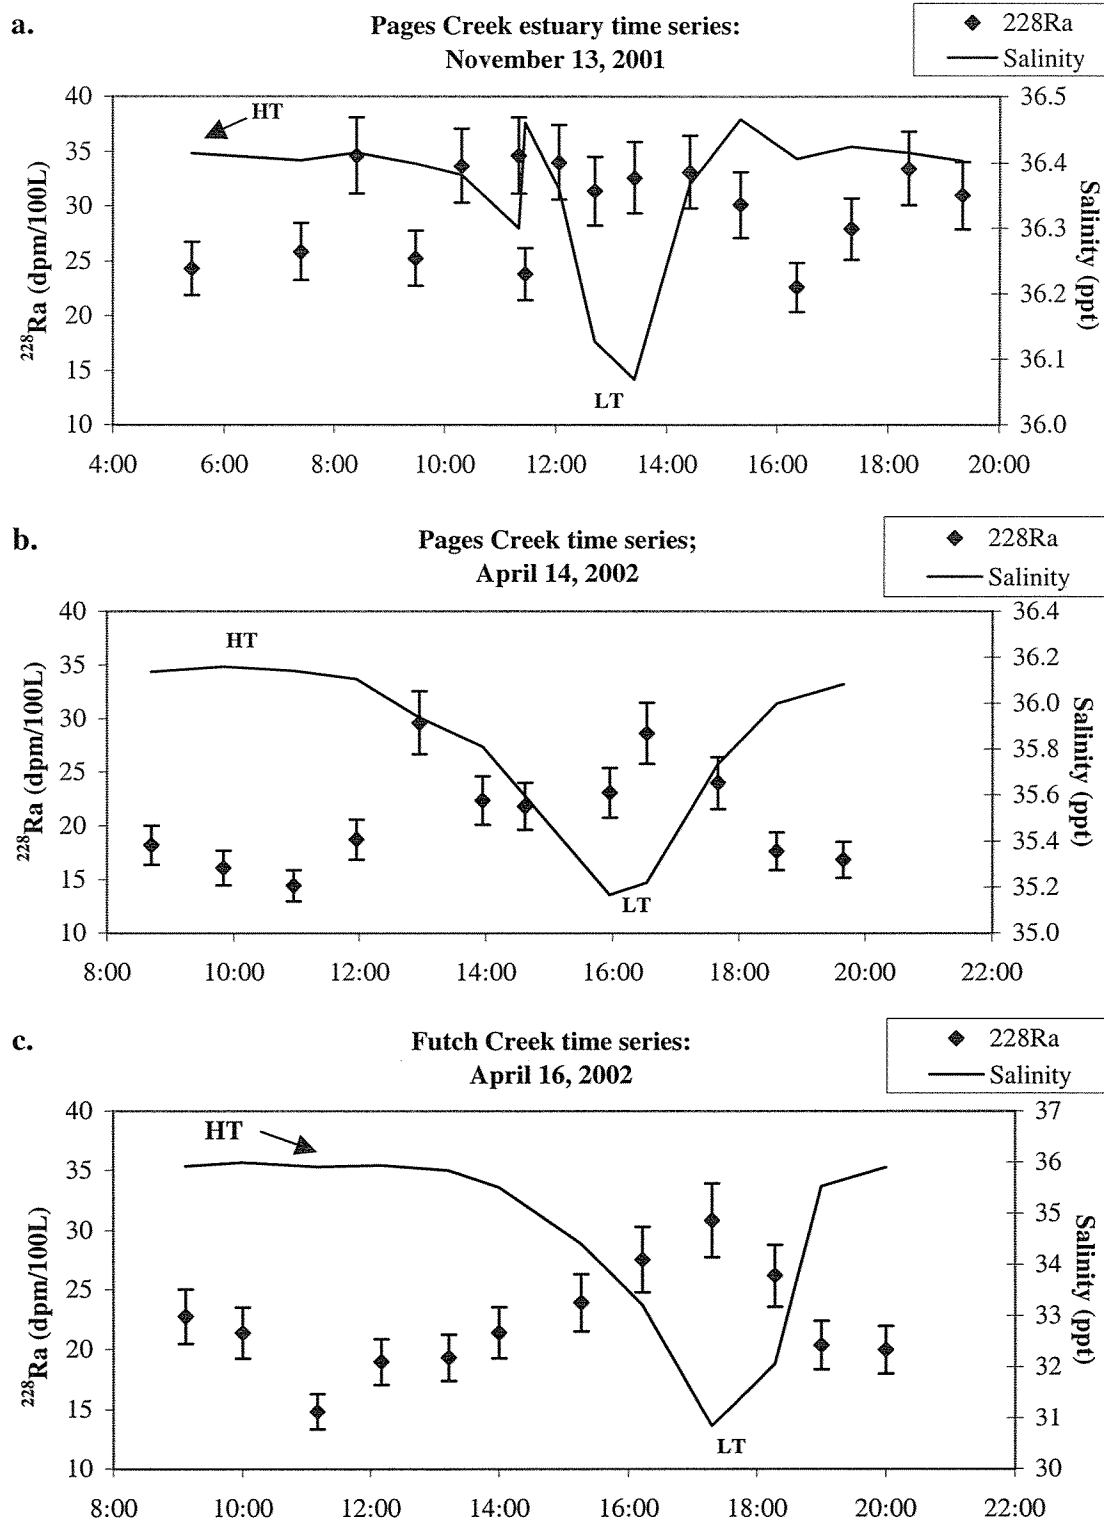 a.
Pages Creek estuary time series:
November 13, 2001
228Ra
Salinity
40
35
30
25
20
15
10
²²⁸Ra (dpm/100L)
HT
LT
36.5
36.4
36.3
36.2
36.1
36.0
Salinity (ppt)
4:00 6:00 8:00 10:00 12:00 14:00 16:00 18:00 20:00
b.
Pages Creek time series;
April 14, 2002
228Ra
Salinity
40
35
30
25
20
15
10
²²⁸Ra (dpm/100L)
HT
LT
36.4
36.2
36.0
35.8
35.6
35.4
35.2
35.0
Salinity (ppt)
8:00 10:00 12:00 14:00 16:00 18:00 20:00 22:00
c.
Futch Creek time series:
April 16, 2002
228Ra
Salinity
40
35
30
25
20
15
10
²²⁸Ra (dpm/100L)
HT
LT
37
36
35
34
33
32
31
30
Salinity (ppt)
8:00 10:00 12:00 14:00 16:00 18:00 20:00 22:00